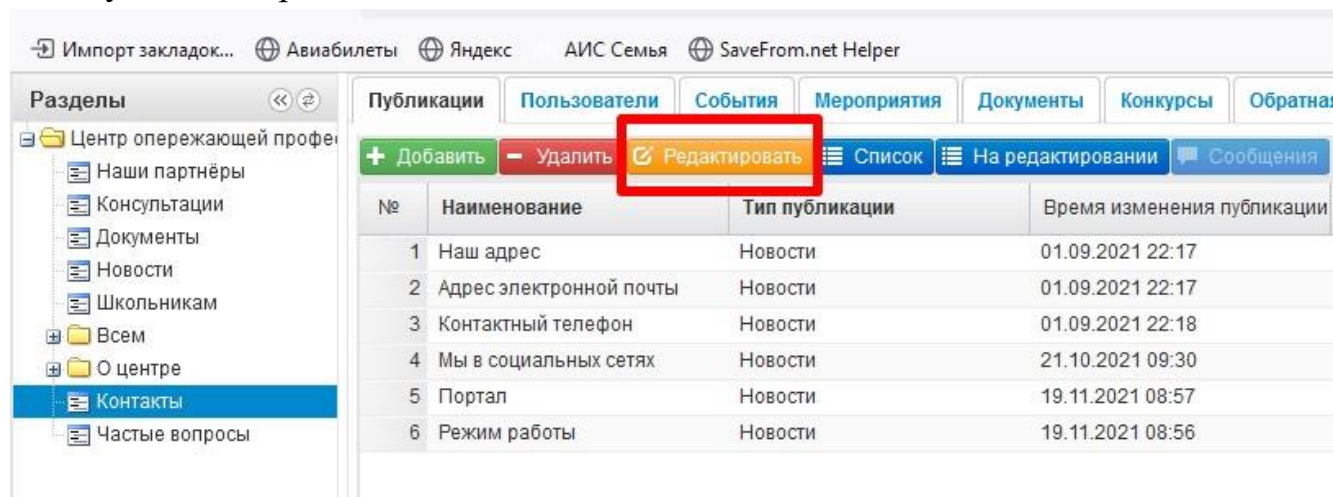 Импорт закладок... Авиабилеты Яндекс АИС Семья SaveFrom.net Helper
Разделы
Центр опережающей профе
Наши партнёры
Консультации
Документы
Новости
Школьникам
Всем
О центре
Контакты
Частые вопросы
Публикации Пользователи События Мероприятия Документы Конкурсы Обратна
Добавить Удалить Редактировать Список На редактировании Сообщения
№ Наименование Тип публикации Время изменения публикации
1 Наш адрес Новости 01.09.2021 22:17
2 Адрес электронной почты Новости 01.09.2021 22:17
3 Контактный телефон Новости 01.09.2021 22:18
4 Мы в социальных сетях Новости 21.10.2021 09:30
5 Портал Новости 19.11.2021 08:57
6 Режим работы Новости 19.11.2021 08:56